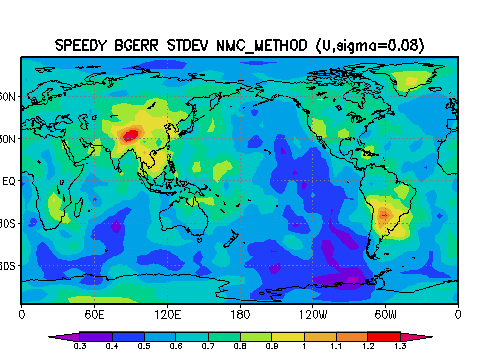 SPEEDY BGERR STDEV NMC_METHOD (U,sigma=0.08)
60N
30N
EQ
30S
60S
0 60E 120E 180 120W 60W 0
0.3 0.4 0.5 0.6 0.7 0.8 0.9 1 1.1 1.2 1.3